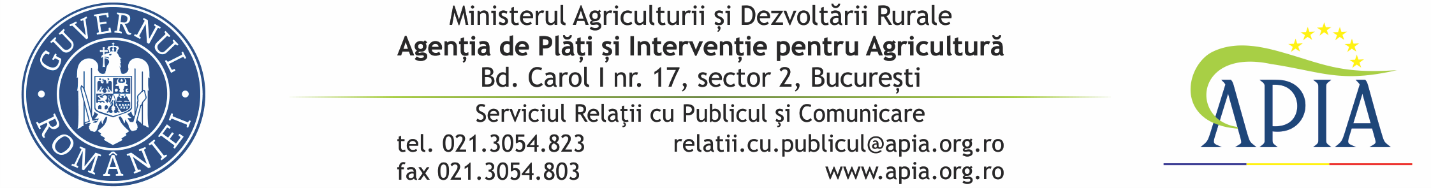 GUVERNUL ROMÂNIEI
Ministerul Agriculturii și Dezvoltării Rurale
Agenția de Plăți și Intervenție pentru Agricultură
Bd. Carol I nr. 17, sector 2, București
Serviciul Relaţii cu Publicul şi Comunicare
tel. 021.3054.823 relatii.cu.publicul@apia.org.ro
fax 021.3054.803 www.apia.org.ro
APIA